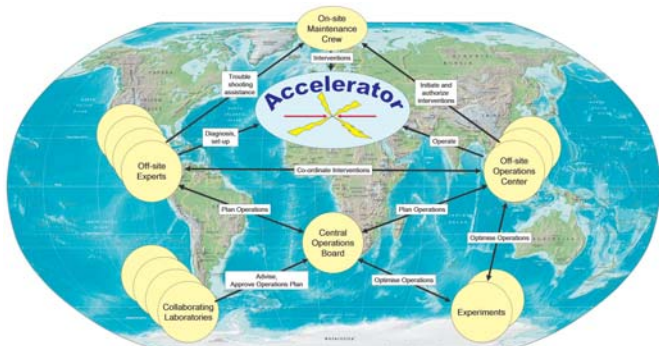 On-site
Maintenance
Crew
Interventions
Accelerator
Trouble
shooting
assistance
Initiate and
authorize
interventions
Diagnosis,
set up
Operate
Off-site
Experts
Co-ordinate Interventions
Off-site
Operations
Center
Plan Operations
Plan Operations
Central
Operations
Board
Optimise Operations
Advise,
Approve Operations Plan
Optimise Operations
Collaborating
Laboratories
Experiments